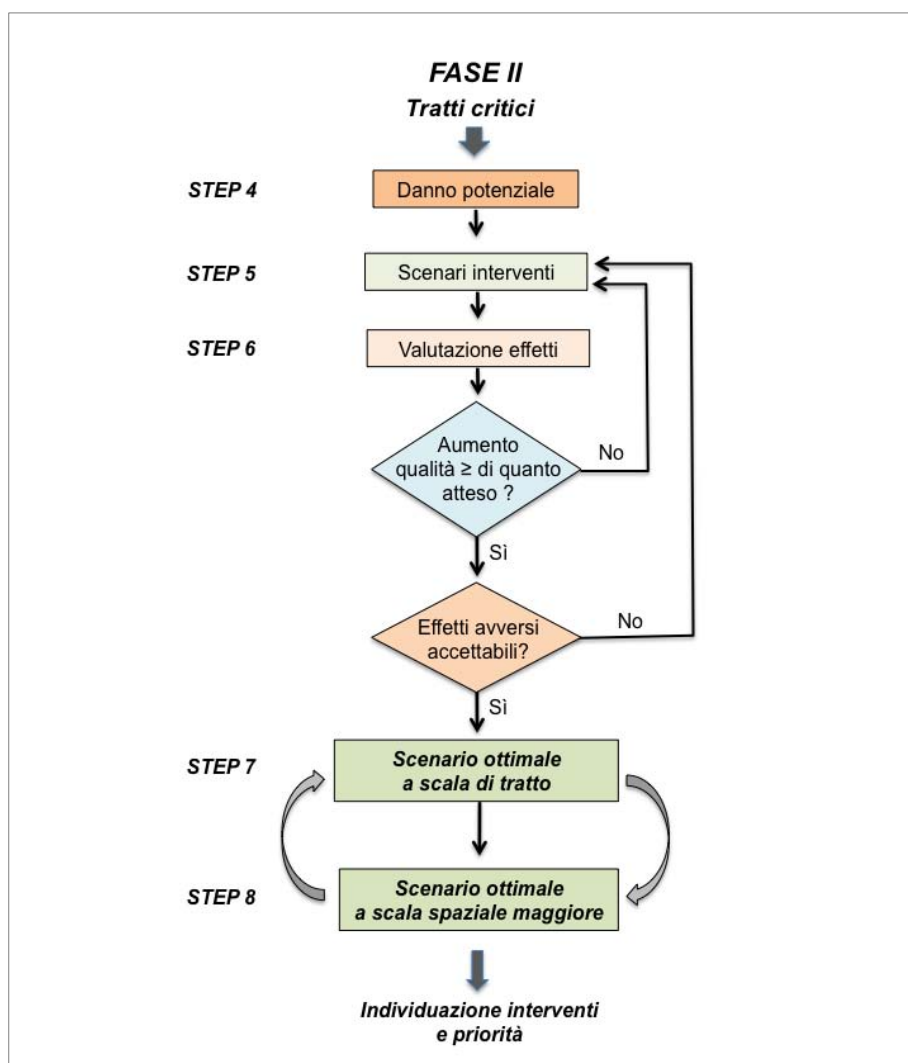 FASE II
Tratti critici
STEP 4
Danno potenziale
STEP 5
Scenari interventi
STEP 6
Valutazione effetti
Aumento
qualità ≥ di quanto
atteso ?
No
Sì
Effetti avversi
accettabili?
No
Sì
STEP 7
Scenario ottimale
a scala di tratto
STEP 8
Scenario ottimale
a scala spaziale maggiore
Individuazione interventi
e priorità